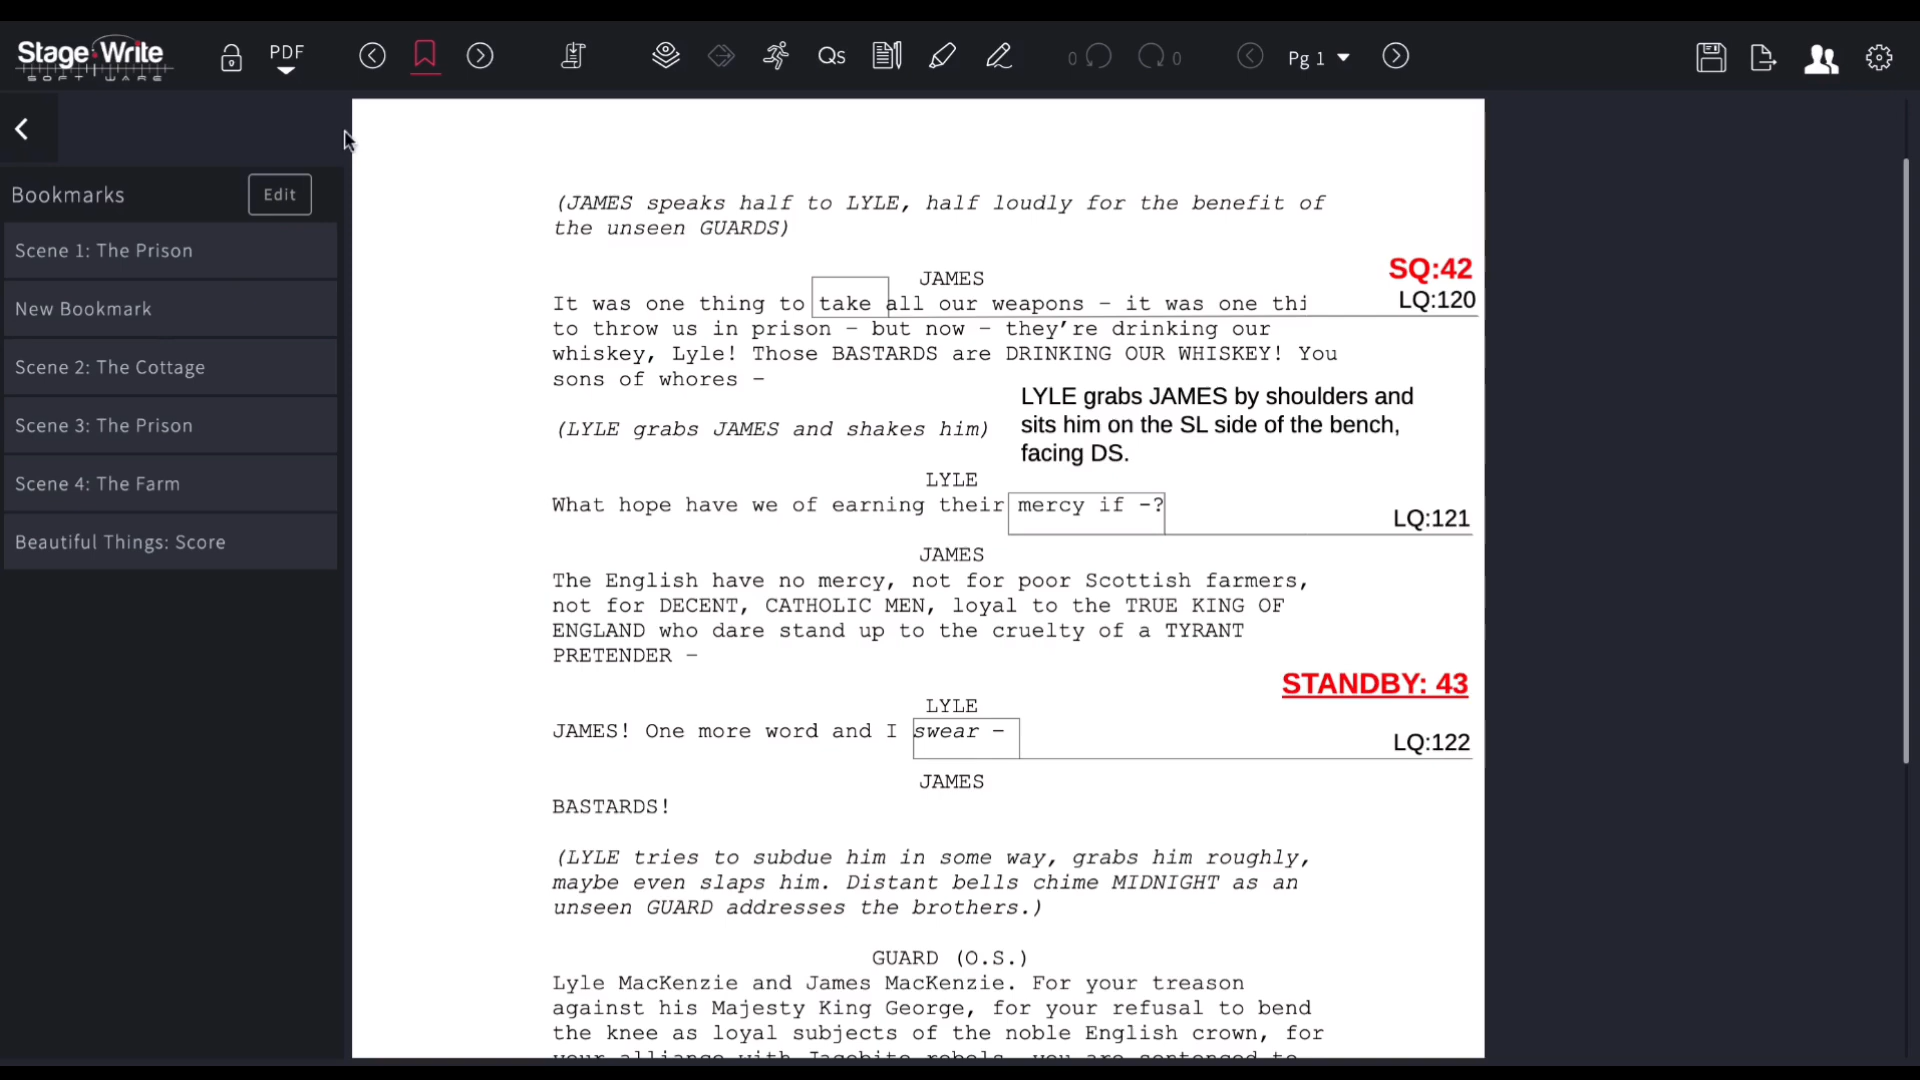 Stage Write
SOFTWARE
PDF
Qs
0
0
Pg 1
Bookmarks
Edit
Scene 1: The Prison
New Bookmark
Scene 2: The Cottage
Scene 3: The Prison
Scene 4: The Farm
Beautiful Things: Score
(JAMES speaks half to LYLE, half loudly for the benefit of
the unseen GUARDS)
SQ:42
JAMES
LQ:120
It was one thing to take all our weapons – it was one thi
to throw us in prison – but now – they're drinking our
whiskey, Lyle! Those BASTARDS are DRINKING OUR WHISKEY! You
sons of whores –
LYLE grabs JAMES by shoulders and
sits him on the SL side of the bench,
facing DS.
(LYLE grabs JAMES and shakes him)
LYLE
What hope have we of earning their mercy if –?
LQ:121
JAMES
The English have no mercy, not for poor Scottish farmers,
not for DECENT, CATHOLIC MEN, loyal to the TRUE KING OF
ENGLAND who dare stand up to the cruelty of a TYRANT
PRETENDER –
STANDBY: 43
LYLE
JAMES! One more word and I swear –
LQ:122
JAMES
BASTARDS!
(LYLE tries to subdue him in some way, grabs him roughly,
maybe even slaps him. Distant bells chime MIDNIGHT as an
unseen GUARD addresses the brothers.)
GUARD (O.S.)
Lyle MacKenzie and James MacKenzie. For your treason
against his Majesty King George, for your refusal to bend
the knee as loyal subjects of the noble English crown, for
your alliance with Jacobite rebels, you are sentenced to